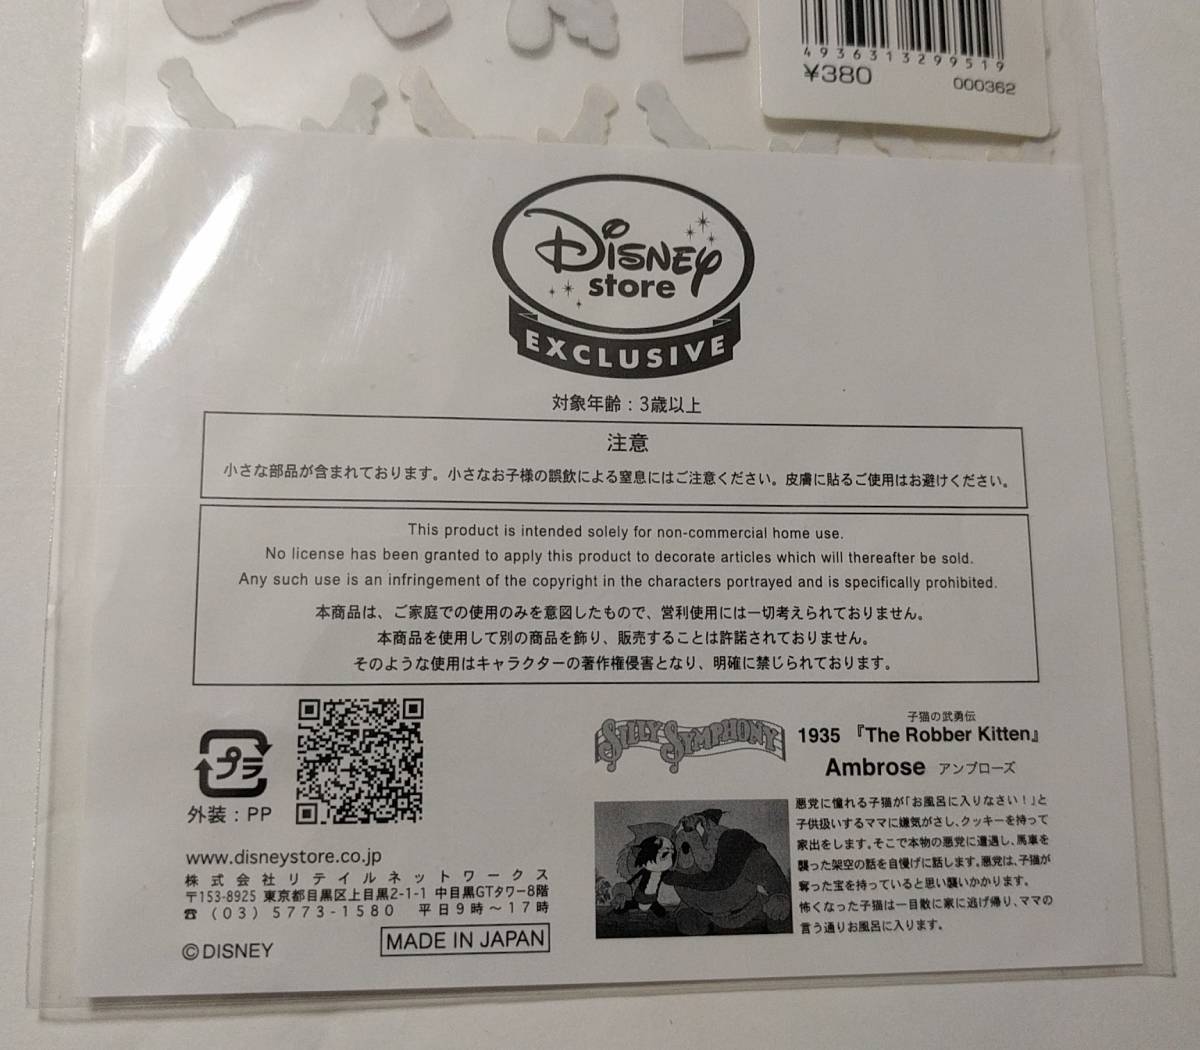 4936313299519
¥380
000362
Disney
store
EXCLUSIVE
対象年齢：3歳以上
注意
小さな部品が含まれております。小さなお子様の誤飲による窒息にはご注意ください。皮膚に貼るご使用はお避けください。
This product is intended solely for non-commercial home use.
No license has been granted to apply this product to decorate articles which will thereafter be sold.
Any such use is an infringement of the copyright in the characters portrayed and is specifically prohibited.
本商品は、ご家庭での使用のみを意図したもので、営利使用には一切考えられておりません。
本商品を使用して別の商品を飾り、販売することは許諾されておりません。
そのような使用はキャラクターの著作権侵害となり、明確に禁じられております。
プラ
外装：PP
www.disneystore.co.jp
株式会社リテイルネットワークス
〒153-8925 東京都目黒区上目黒2-1-1 中目黒GTタワー8階
☎（03）5773-1580 平日9時～17時
©DISNEY
MADE IN JAPAN
SILLY SYMPHONY
子猫の武勇伝
1935 『The Robber Kitten』
Ambrose アンブローズ
悪党に憧れる子猫が「お風呂に入りなさい！」と
子供扱いするママに嫌気がさし、クッキーを持って
家出をします。そこで本物の悪党に遭遇し、馬車を
襲った架空の話を自慢げに話します。悪党は、子猫が
奪った宝を持っていると思い襲いかかります。
怖くなった子猫は一目散に家に逃げ帰り、ママの
言う通りお風呂に入ります。